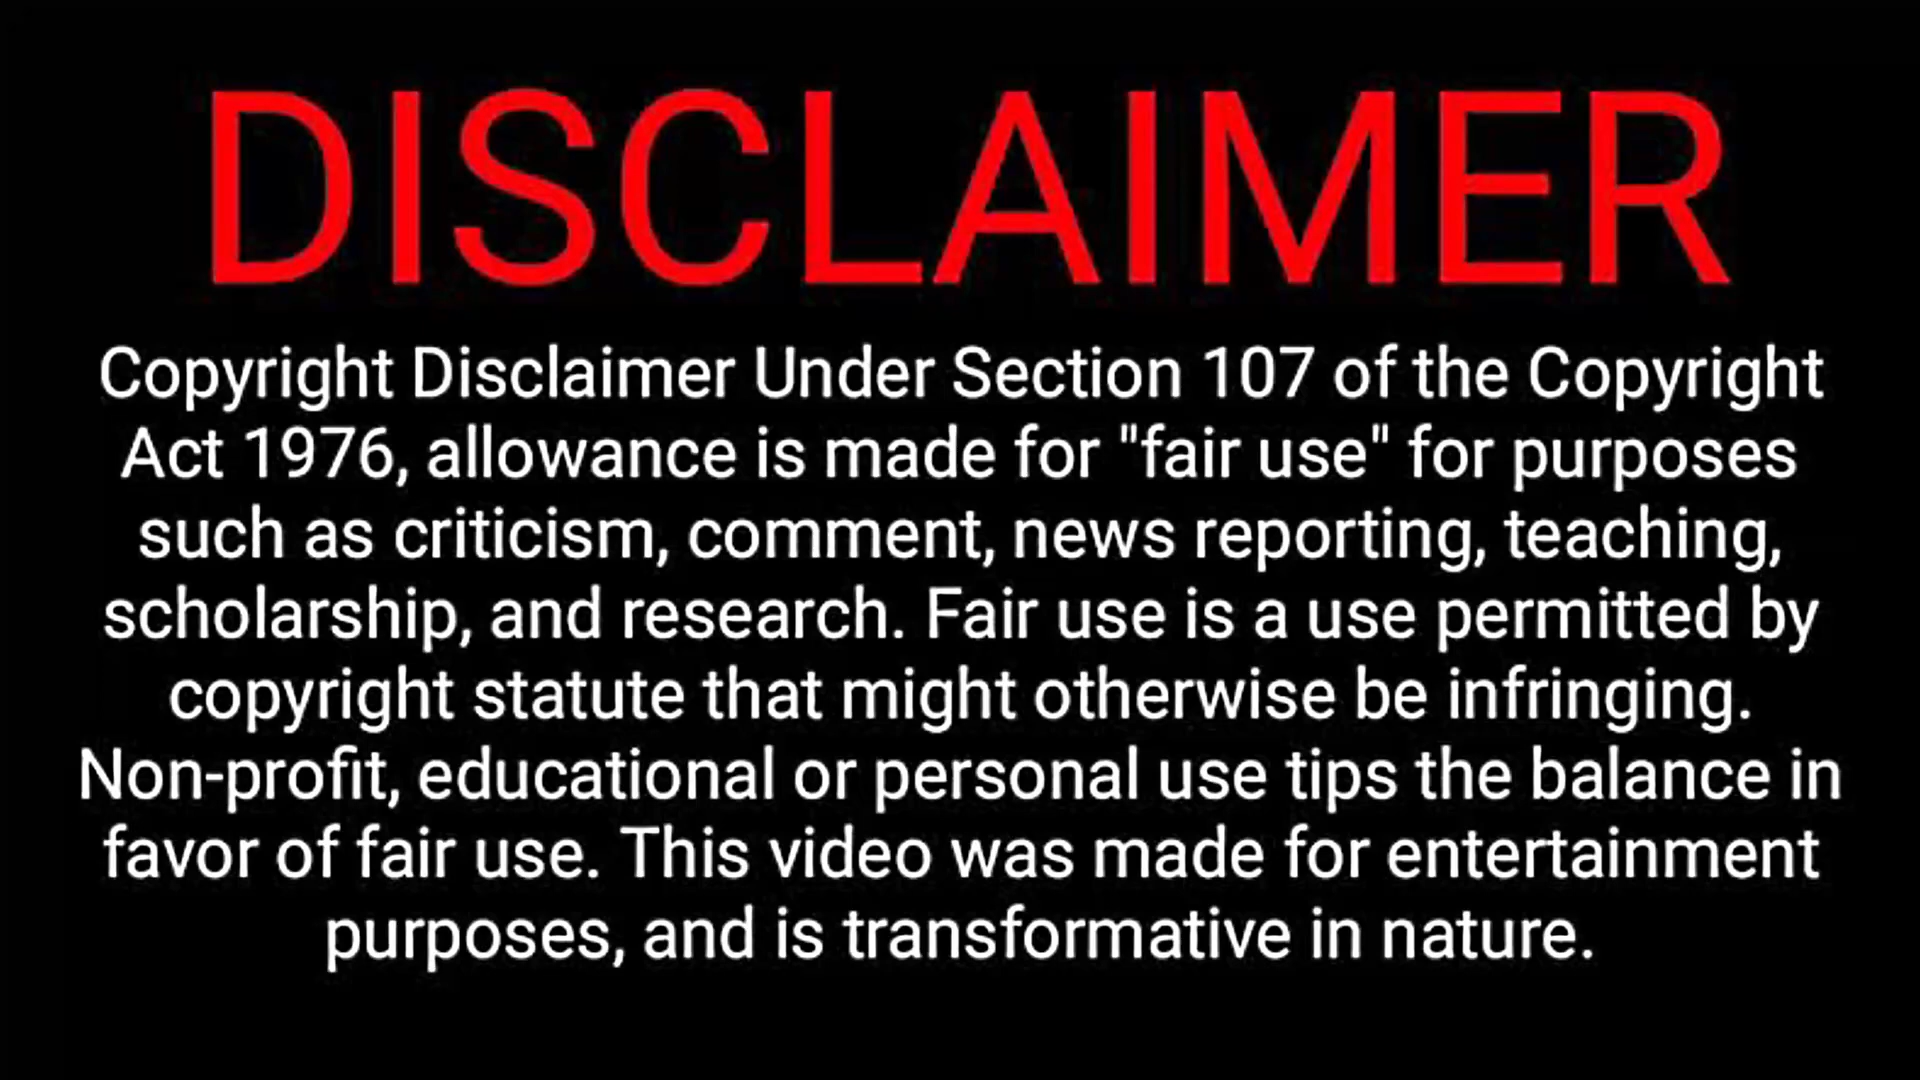 DISCLAIMER
Copyright Disclaimer Under Section 107 of the Copyright
Act 1976, allowance is made for "fair use" for purposes
such as criticism, comment, news reporting, teaching,
scholarship, and research. Fair use is a use permitted by
copyright statute that might otherwise be infringing.
Non-profit, educational or personal use tips the balance in
favor of fair use. This video was made for entertainment
purposes, and is transformative in nature.